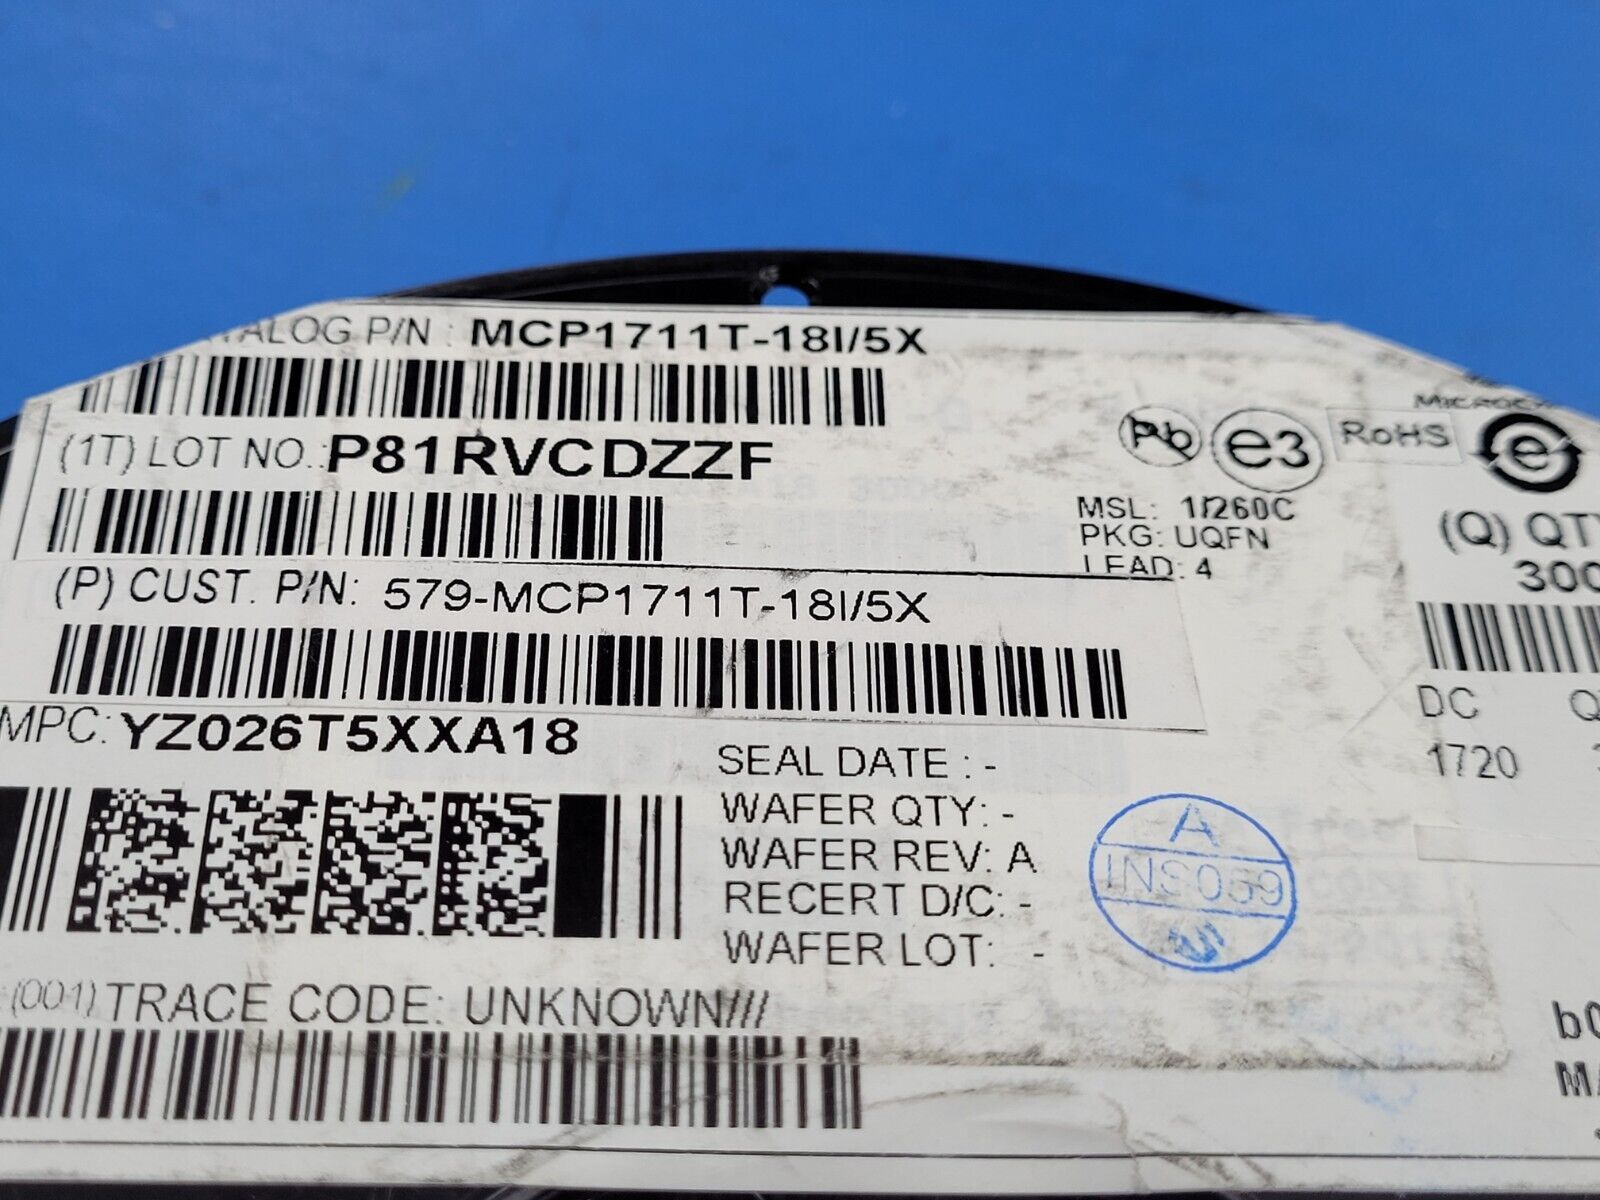 ATALOG P/N : MCP1711T-18I/5X
(1T) LOT NO.: P81RVCDZZF
Pb e3 RoHS e
MSL: 1/260C
PKG: UQFN
LEAD: 4
(Q) QTY
300
(P) CUST. P/N: 579-MCP1711T-18I/5X
MPC: YZ026T5XXA18
DC
1720
SEAL DATE : -
WAFER QTY: -
WAFER REV: A
RECERT D/C: -
WAFER LOT: -
A
INS059
(001) TRACE CODE: UNKNOWN///